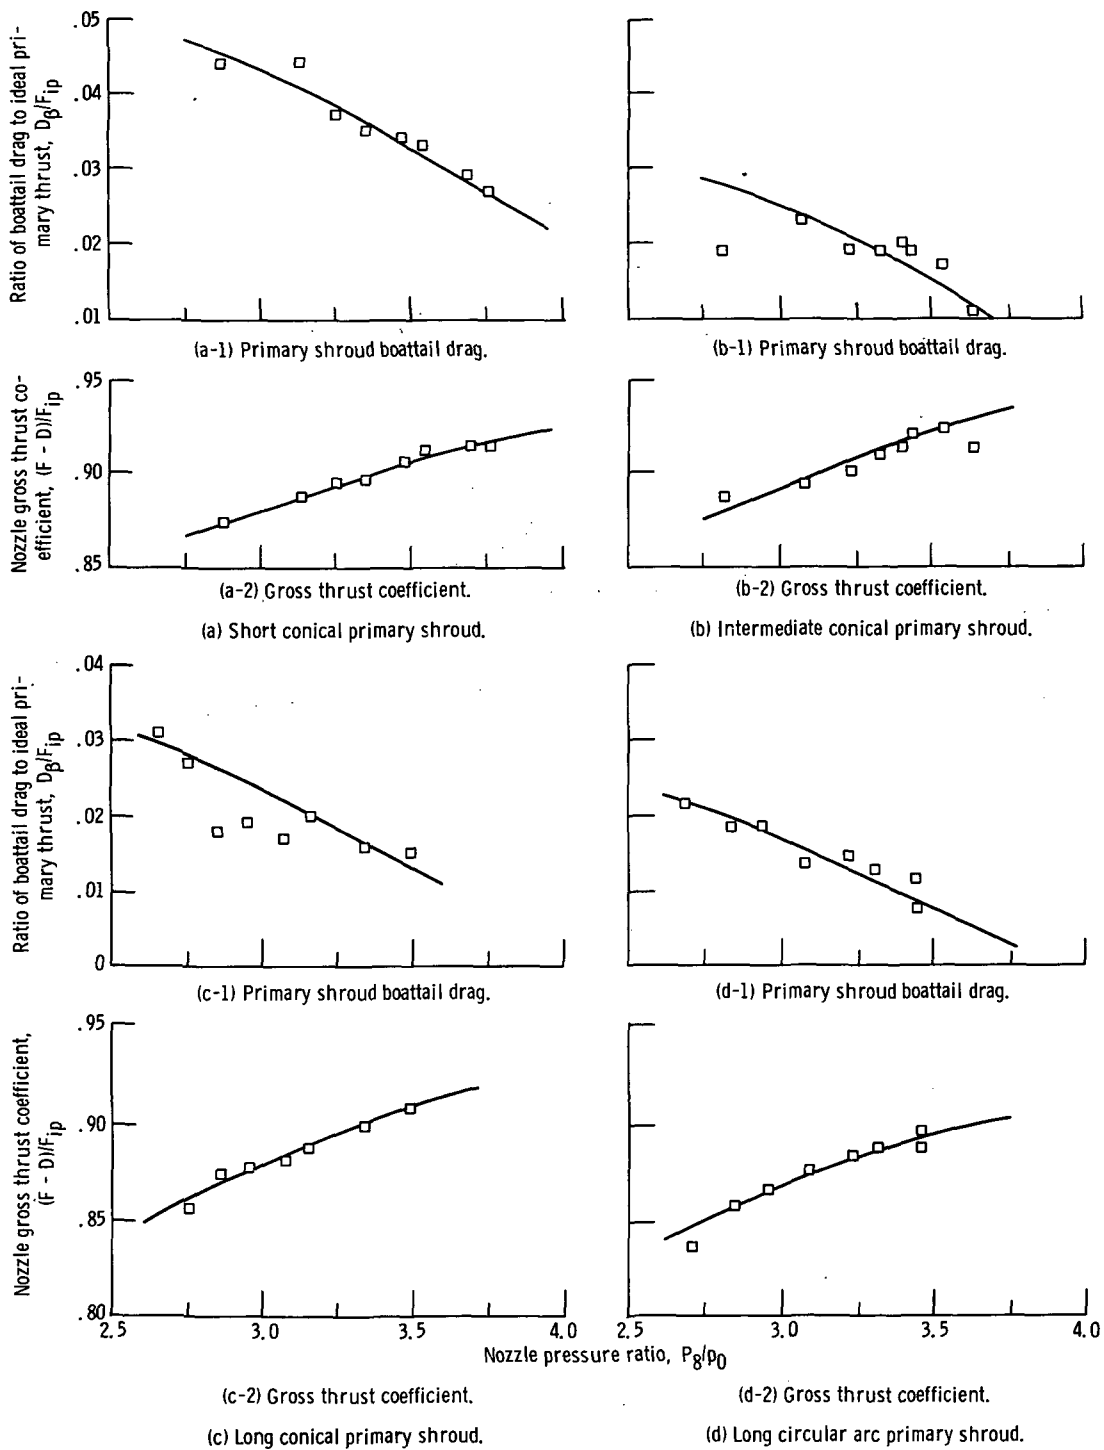 Ratio of boattail drag to ideal pri-
mary thrust, Dβ/Fip
.05
.04
.03
.02
.01
(a-1) Primary shroud boattail drag.
(b-1) Primary shroud boattail drag.
Nozzle gross thrust co-
efficient, (F - D)/Fip
.95
.90
.85
(a-2) Gross thrust coefficient.
(b-2) Gross thrust coefficient.
(a) Short conical primary shroud.
(b) Intermediate conical primary shroud.
Ratio of boattail drag to ideal pri-
mary thrust, Dβ/Fip
.04
.03
.02
.01
0
(c-1) Primary shroud boattail drag.
(d-1) Primary shroud boattail drag.
Nozzle gross thrust coefficient,
(F - D)/Fip
.95
.90
.85
.80
2.5 3.0 3.5 4.0 2.5 3.0 3.5 4.0
Nozzle pressure ratio, P8/p0
(c-2) Gross thrust coefficient.
(d-2) Gross thrust coefficient.
(c) Long conical primary shroud.
(d) Long circular arc primary shroud.